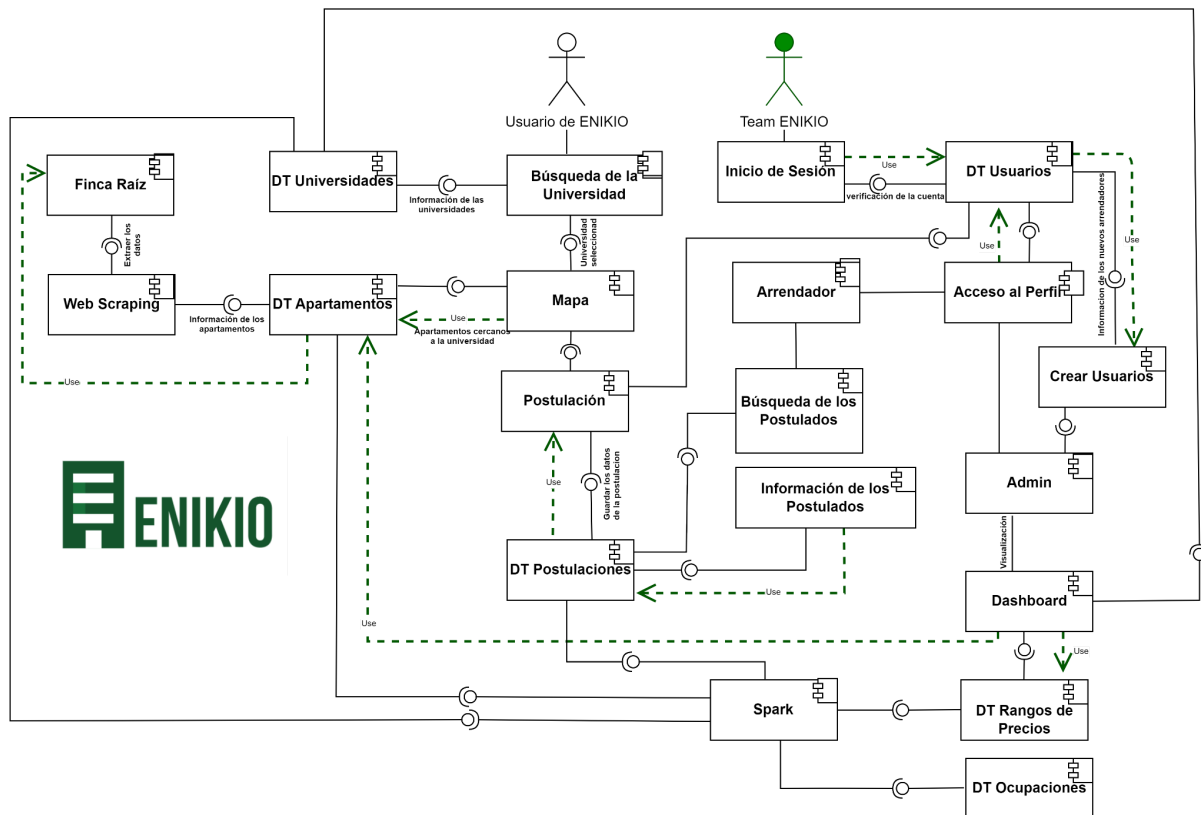 Usuario de ENIKIO
Team ENIKIO
Finca Raíz
DT Universidades
Información de las
universidades
Búsqueda de la
Universidad
Inicio de Sesión
Use
verificación de la cuenta
DT Usuarios
Extraer los
datos
Universidad
seleccionad
Use
Informacion de los nuevos arrendadores
Use
Web Scraping
Información de los
apartamentos
DT Apartamentos
Use
Apartamentos cercanos
a la universidad
Mapa
Arrendador
Acceso al Perfil
Use
Postulación
Búsqueda de los
Postulados
Crear Usuarios
Use
Guardar los datos
de la postulacion
Información de los
Postulados
Admin
ENIKIO
Visualización
DT Postulaciones
Use
Dashboard
Use
Use
Spark
DT Rangos de
Precios
DT Ocupaciones